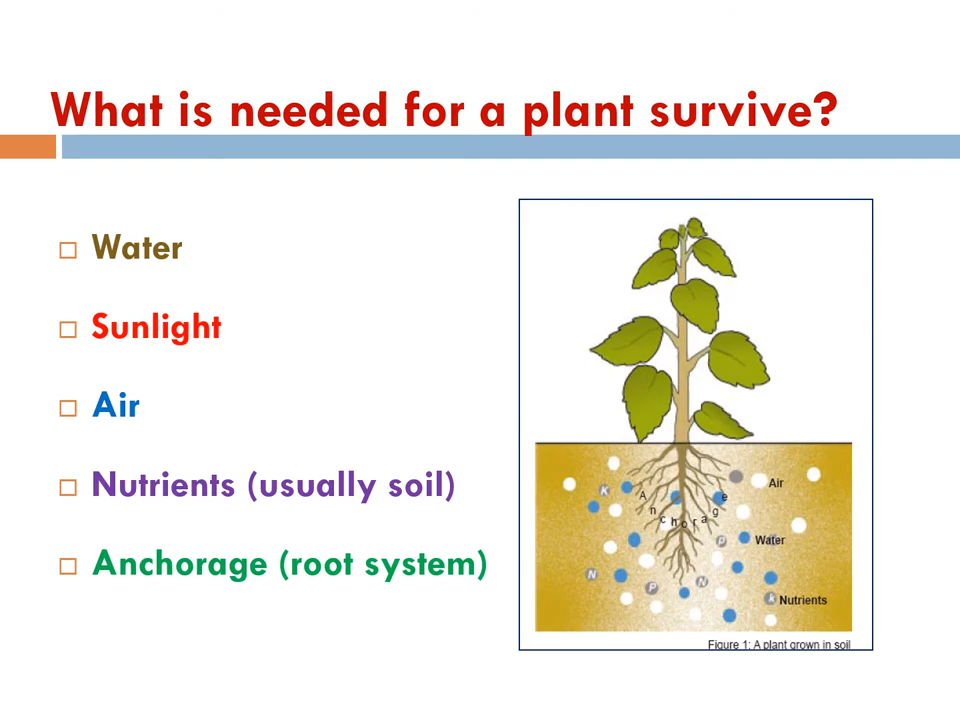 What is needed for a plant survive?
Water
Sunlight
Air
Nutrients (usually soil)
Anchorage (root system)
K
Anchorage
Air
P
Water
N
P
N
k
Nutrients
Figure 1: A plant grown in soil